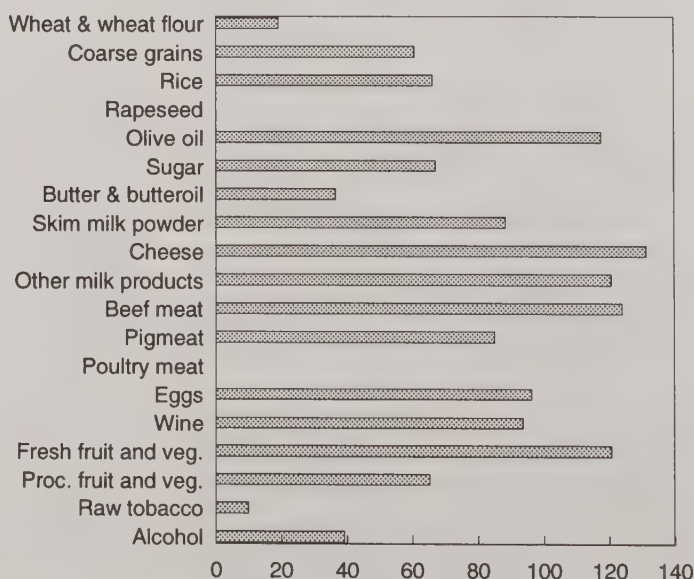 Wheat & wheat flour
Coarse grains
Rice
Rapeseed
Olive oil
Sugar
Butter & butteroil
Skim milk powder
Cheese
Other milk products
Beef meat
Pigmeat
Poultry meat
Eggs
Wine
Fresh fruit and veg.
Proc. fruit and veg.
Raw tobacco
Alcohol
0 20 40 60 80 100 120 140